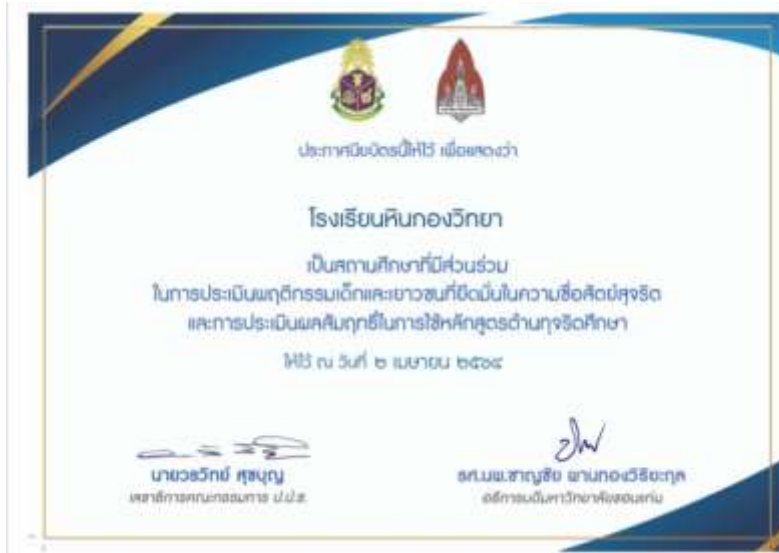 ประกาศนียบัตรนี้ให้ไว้ เพื่อแสดงว่า
โรงเรียนหินกองวิทยา
เป็นสถานศึกษาที่มีส่วนร่วม
ในการประเมินพฤติกรรมเด็กและเยาวชนที่ยึดมั่นในความซื่อสัตย์สุจริต
และการประเมินผลสัมฤทธิ์ในการใช้หลักสูตรต้านทุจริตศึกษา
ให้ไว้ ณ วันที่ ๒ เมษายน ๒๕๖๔
นายวรวิทย์ สุขบุญ
เลขาธิการคณะกรรมการ ป.ป.ช.
รศ.นพ.ชาญชัย พานทองวิริยะกุล
อธิการบดีมหาวิทยาลัยขอนแก่น